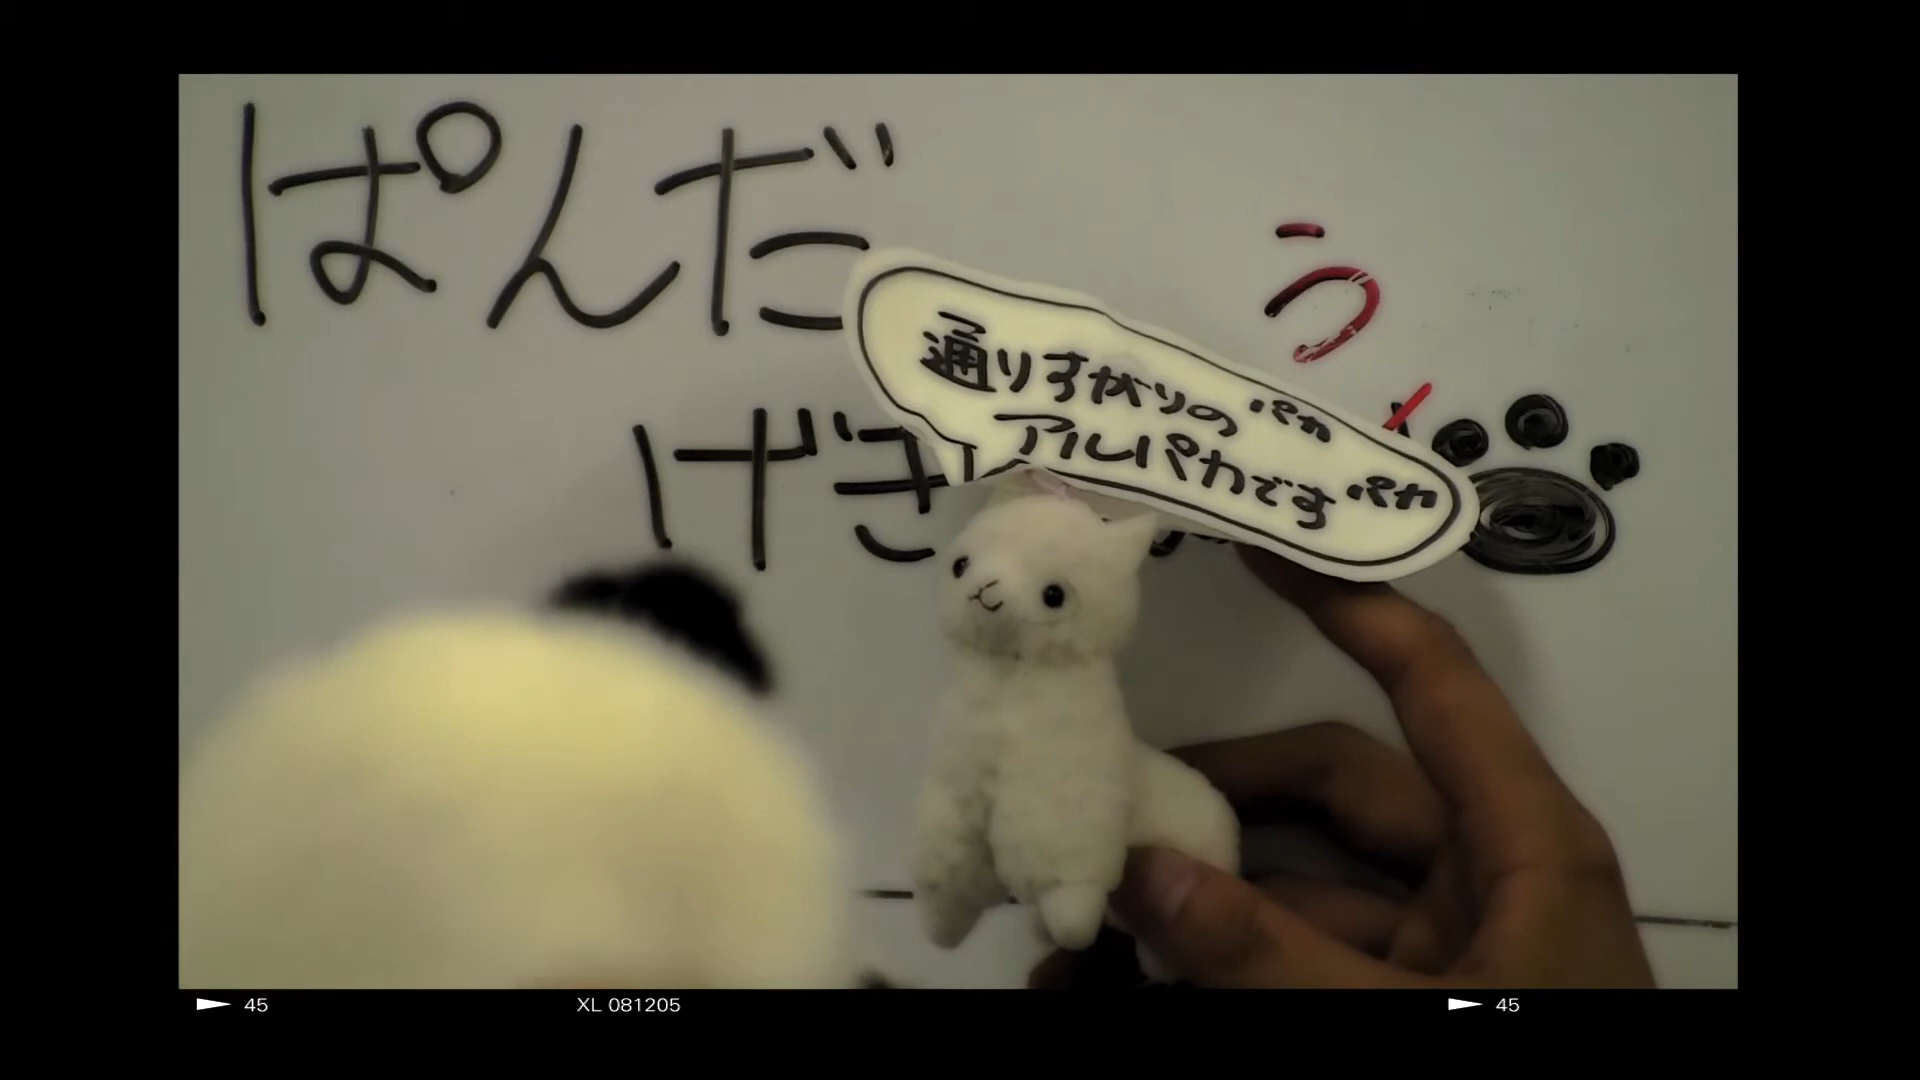 ぱんだ
う
げき
通りすがりの パカ
アルパカです パカ
45 XL 081205 45